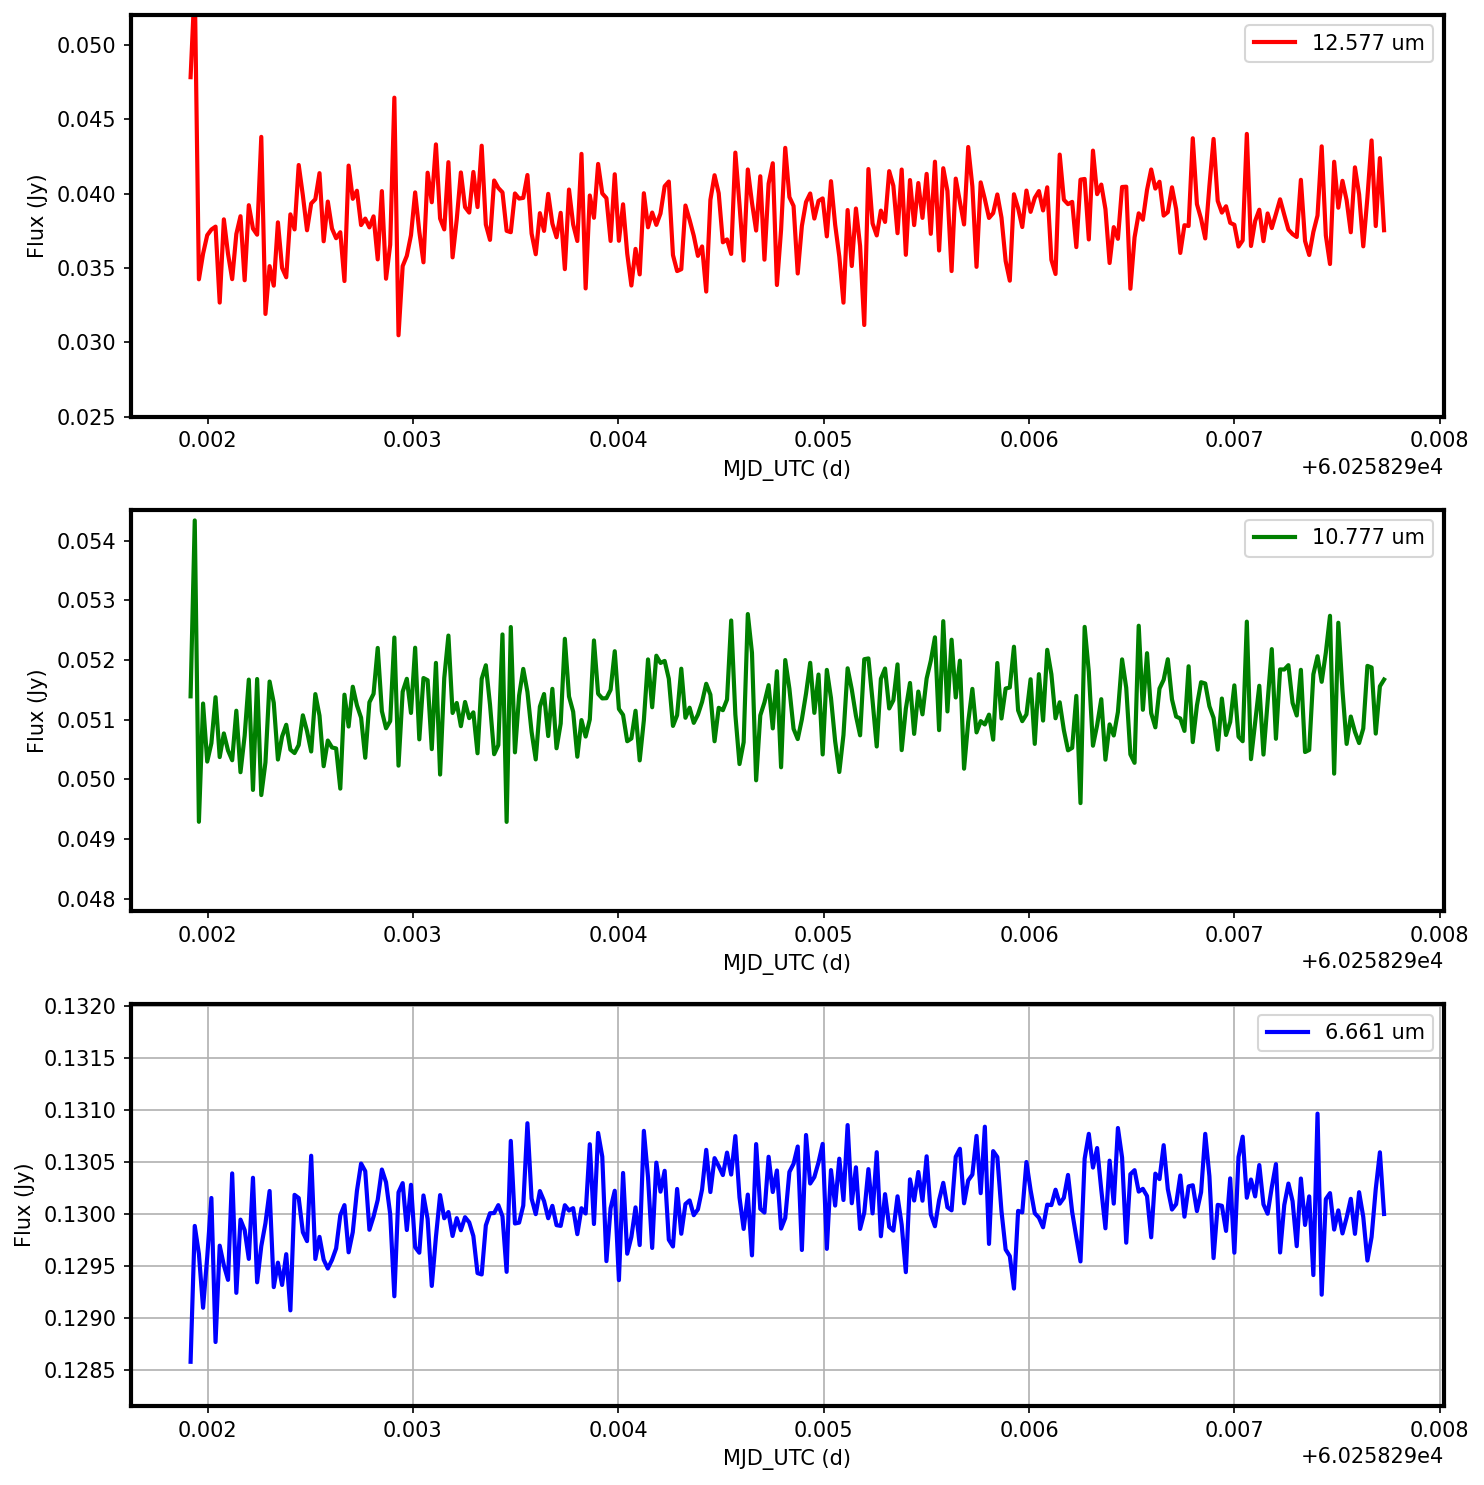 12.577 um
0.050
0.045
0.040
0.035
0.030
0.025
Flux (Jy)
0.002 0.003 0.004 0.005 0.006 0.007 0.008
MJD_UTC (d)
+6.025829e4
10.777 um
0.054
0.053
0.052
0.051
0.050
0.049
0.048
Flux (Jy)
0.002 0.003 0.004 0.005 0.006 0.007 0.008
MJD_UTC (d)
+6.025829e4
6.661 um
0.1320
0.1315
0.1310
0.1305
0.1300
0.1295
0.1290
0.1285
Flux (Jy)
0.002 0.003 0.004 0.005 0.006 0.007 0.008
MJD_UTC (d)
+6.025829e4